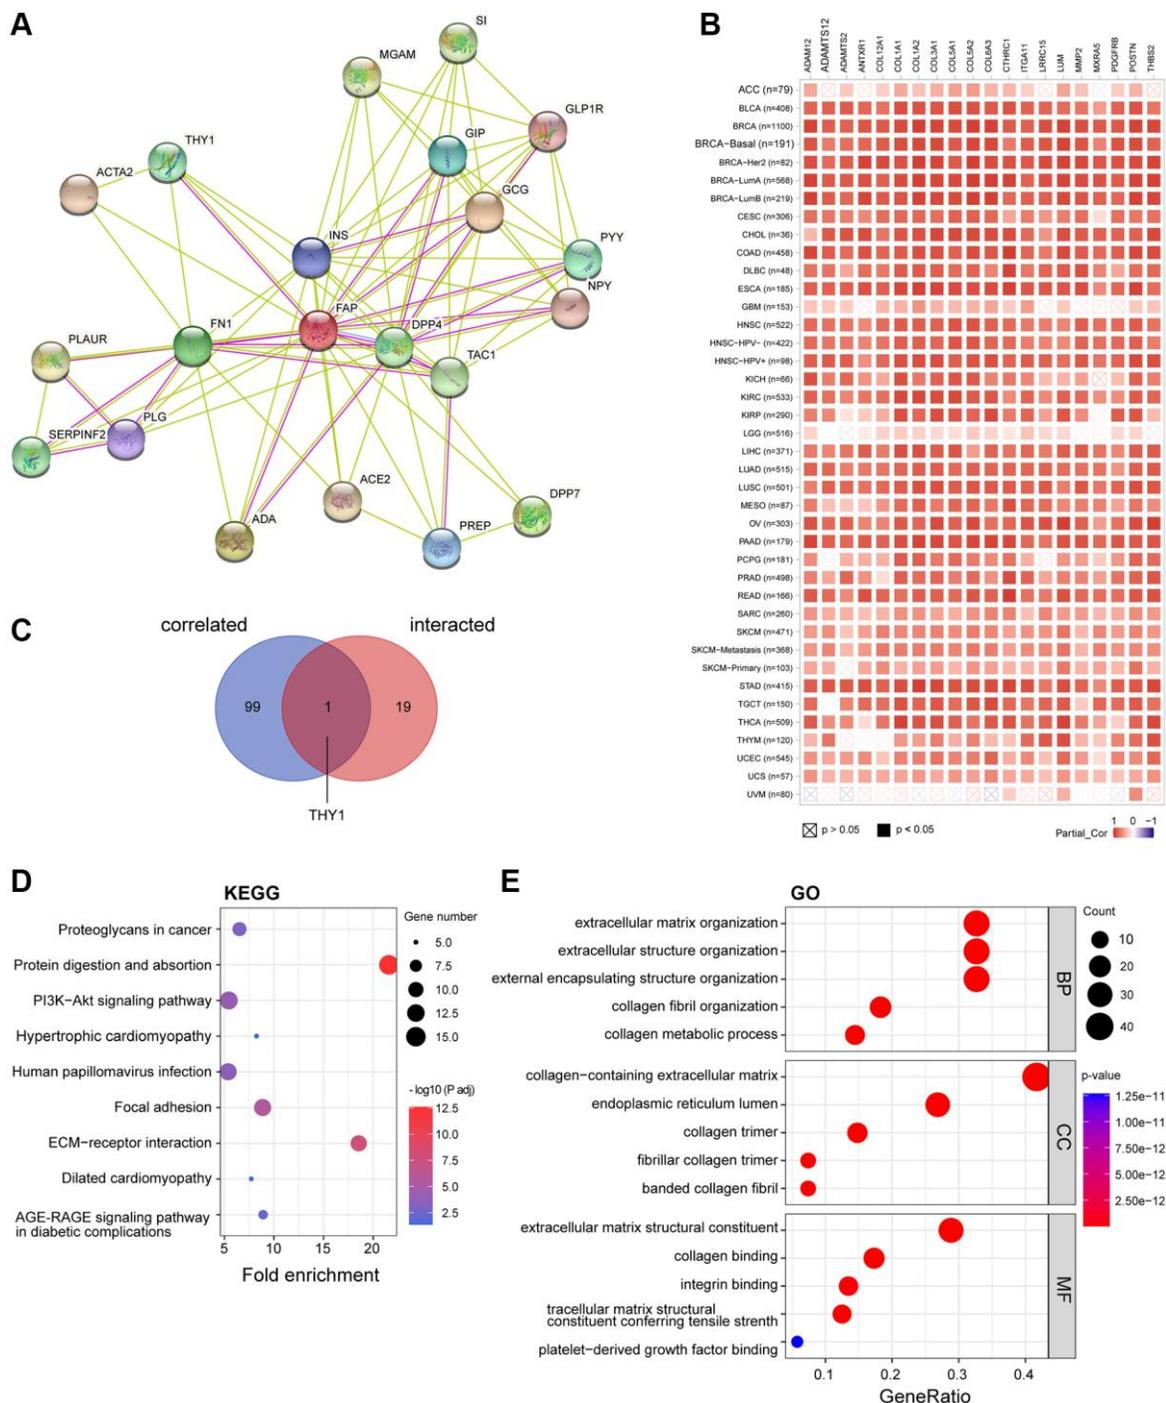 A
SI
MGAM
GLP1R
GIP
THY1
ACTA2
GCG
INS
PYY
NPY
FAP
FN1
DPP4
PLAUR
TAC1
PLG
SERPINF2
ACE2
DPP7
ADA
PREP
B
ADAM12
ADAMTS12
ADAMTS2
ANTXR1
COL12A1
COL1A1
COL1A2
COL3A1
COL5A1
COL5A2
COL6A3
CTHRC1
ITGA11
LRRC15
LUM
MMP2
MXRA5
PDGFRB
POSTN
THBS2
ACC (n=79)
BLCA (n=408)
BRCA (n=1100)
BRCA−Basal (n=191)
BRCA−Her2 (n=82)
BRCA−LumA (n=568)
BRCA−LumB (n=219)
CESC (n=306)
CHOL (n=36)
COAD (n=458)
DLBC (n=48)
ESCA (n=185)
GBM (n=153)
HNSC (n=522)
HNSC−HPV− (n=422)
HNSC−HPV+ (n=98)
KICH (n=66)
KIRC (n=533)
KIRP (n=290)
LGG (n=516)
LIHC (n=371)
LUAD (n=515)
LUSC (n=501)
MESO (n=87)
OV (n=303)
PAAD (n=179)
PCPG (n=181)
PRAD (n=498)
READ (n=166)
SARC (n=260)
SKCM (n=471)
SKCM−Metastasis (n=368)
SKCM−Primary (n=103)
STAD (n=415)
TGCT (n=150)
THCA (n=509)
THYM (n=120)
UCEC (n=545)
UCS (n=57)
UVM (n=80)
p > 0.05
p < 0.05
1 0 −1
Partial_Cor
C
correlated
interacted
99
1
19
THY1
D
KEGG
Proteoglycans in cancer
Protein digestion and absortion
PI3K−Akt signaling pathway
Hypertrophic cardiomyopathy
Human papillomavirus infection
Focal adhesion
ECM−receptor interaction
Dilated cardiomyopathy
AGE-RAGE signaling pathway
in diabetic complications
5 10 15 20
Fold enrichment
Gene number
5.0
7.5
10.0
12.5
15.0
- log10 (P adj)
12.5
10.0
7.5
5.0
2.5
E
GO
extracellular matrix organization
extracellular structure organization
external encapsulating structure organization
collagen fibril organization
collagen metabolic process
BP
collagen−containing extracellular matrix
endoplasmic reticulum lumen
collagen trimer
fibrillar collagen trimer
banded collagen fibril
CC
extracellular matrix structural constituent
collagen binding
integrin binding
tracellular matrix structural
constituent conferring tensile strenth
platelet−derived growth factor binding
MF
0.1 0.2 0.3 0.4
GeneRatio
Count
10
20
30
40
p-value
1.25e−11
1.00e−11
7.50e−12
5.00e−12
2.50e−12